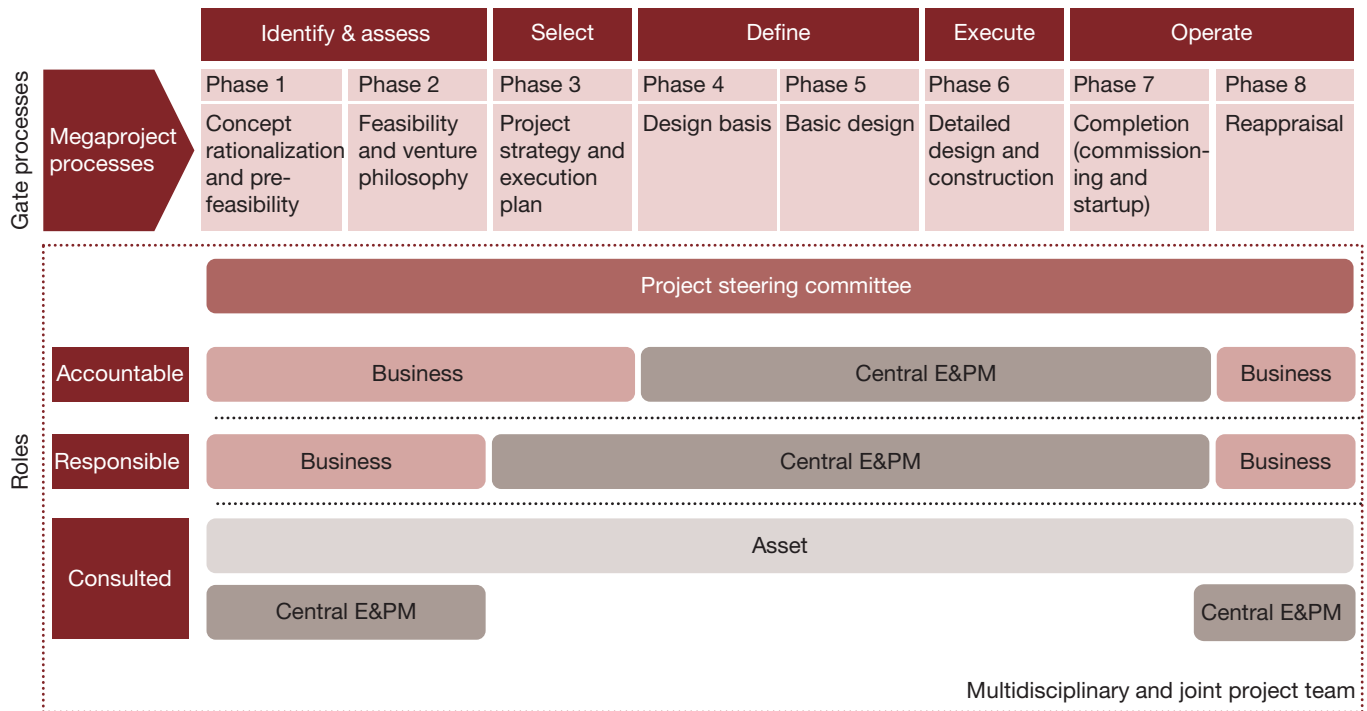 Identify & assess
Select
Define
Execute
Operate
Gate processes
Megaproject
processes
Phase 1
Phase 2
Phase 3
Phase 4
Phase 5
Phase 6
Phase 7
Phase 8
Concept
rationalization
and pre-
feasibility
Feasibility
and venture
philosophy
Project
strategy and
execution
plan
Design basis
Basic design
Detailed
design and
construction
Completion
(commission-
ing and
startup)
Reappraisal
Project steering committee
Roles
Accountable
Business
Central E&PM
Business
Responsible
Business
Central E&PM
Business
Consulted
Asset
Central E&PM
Central E&PM
Multidisciplinary and joint project team